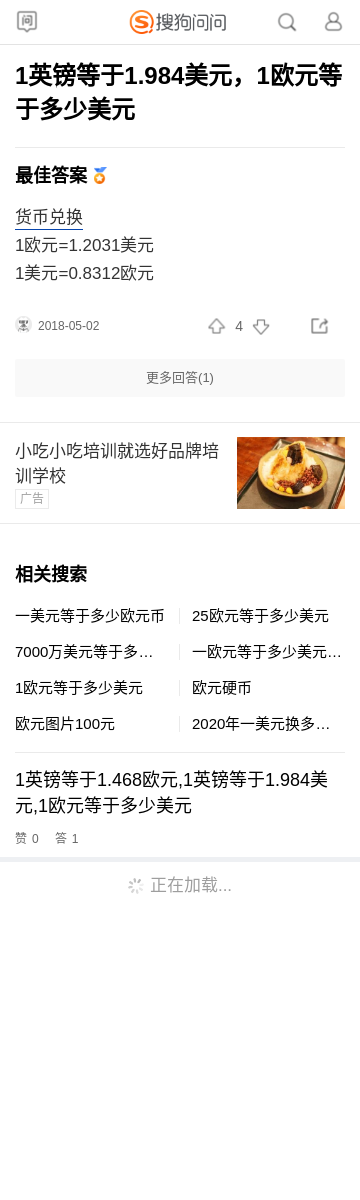 问
搜狗问问
1英镑等于1.984美元，1欧元等
于多少美元
最佳答案
货币兑换
1欧元=1.2031美元
1美元=0.8312欧元
2018-05-02
4
更多回答(1)
小吃小吃培训就选好品牌培
训学校
广告
相关搜索
一美元等于多少欧元币
25欧元等于多少美元
7000万美元等于多…
一欧元等于多少美元…
1欧元等于多少美元
欧元硬币
欧元图片100元
2020年一美元换多…
1英镑等于1.468欧元,1英镑等于1.984美
元,1欧元等于多少美元
赞 0 答 1
正在加载...